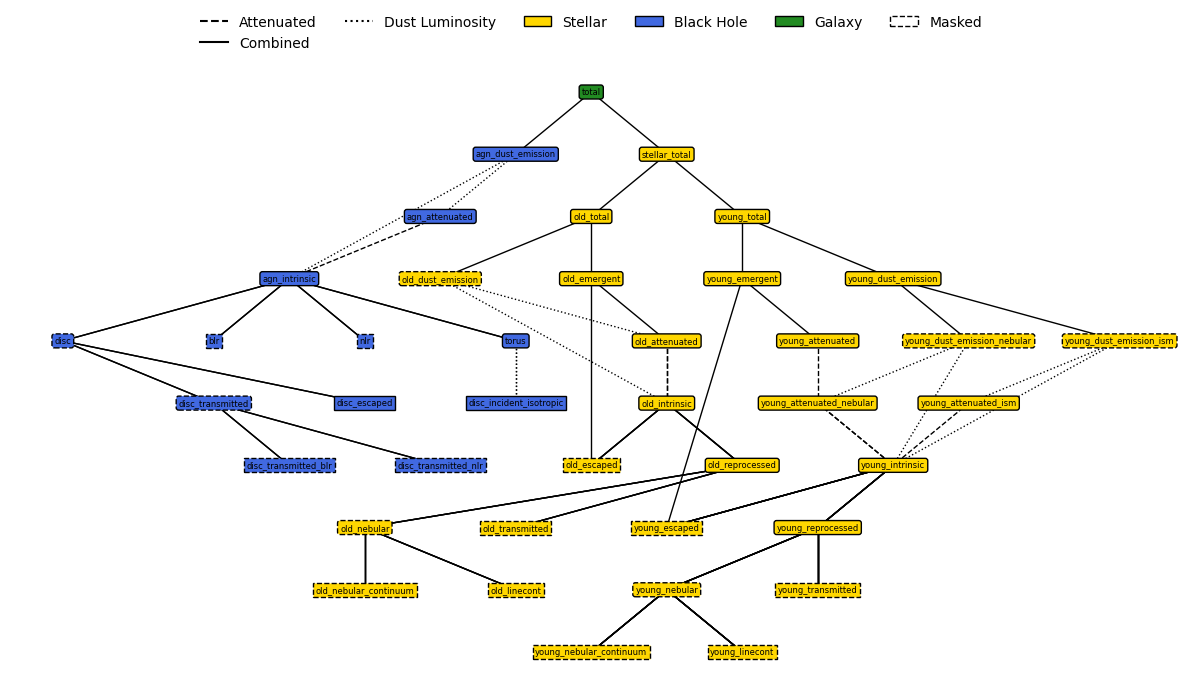 Attenuated Dust Luminosity Stellar Black Hole Galaxy Masked
Combined
total
agn_dust_emission stellar_total
agn_attenuated old_total young_total
agn_intrinsic old_dust_emission old_emergent young_emergent young_dust_emission
disc blr nlr torus old_attenuated young_attenuated young_dust_emission_nebular young_dust_emission_ism
disc_transmitted disc_escaped disc_incident_isotropic old_intrinsic young_attenuated_nebular young_attenuated_ism
disc_transmitted_blr disc_transmitted_nlr old_escaped old_reprocessed young_intrinsic
old_nebular old_transmitted young_escaped young_reprocessed
old_nebular_continuum old_linecont young_nebular young_transmitted
young_nebular_continuum young_linecont